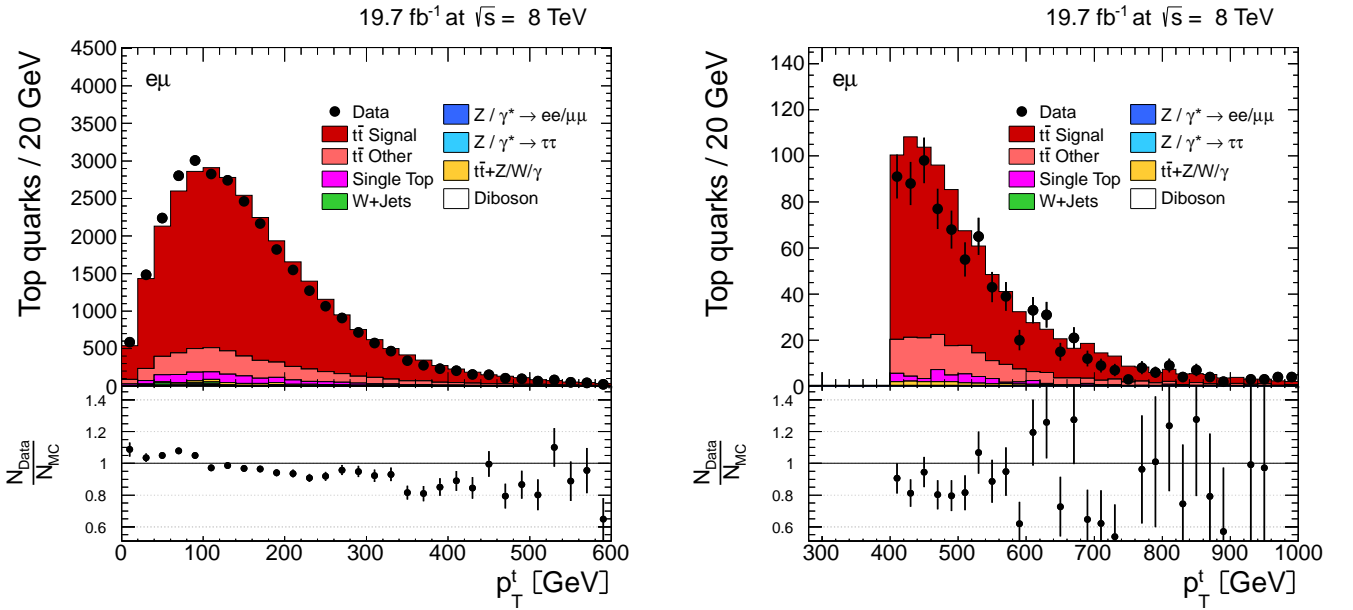 19.7 fb⁻¹ at √s = 8 TeV
Top quarks / 20 GeV
4500
4000
3500
3000
2500
2000
1500
1000
500
0
eμ
Data
tt̄ Signal
tt̄ Other
Single Top
W+Jets
Z / γ* → ee/μμ
Z / γ* → ττ
tt̄+Z/W/γ
Diboson
N_Data
N_MC
1.4
1.2
1
0.8
0.6
0 100 200 300 400 500 600
p_T^t [GeV]
19.7 fb⁻¹ at √s = 8 TeV
Top quarks / 20 GeV
140
120
100
80
60
40
20
0
eμ
Data
tt̄ Signal
tt̄ Other
Single Top
W+Jets
Z / γ* → ee/μμ
Z / γ* → ττ
tt̄+Z/W/γ
Diboson
N_Data
N_MC
1.4
1.2
1
0.8
0.6
300 400 500 600 700 800 900 1000
p_T^t [GeV]